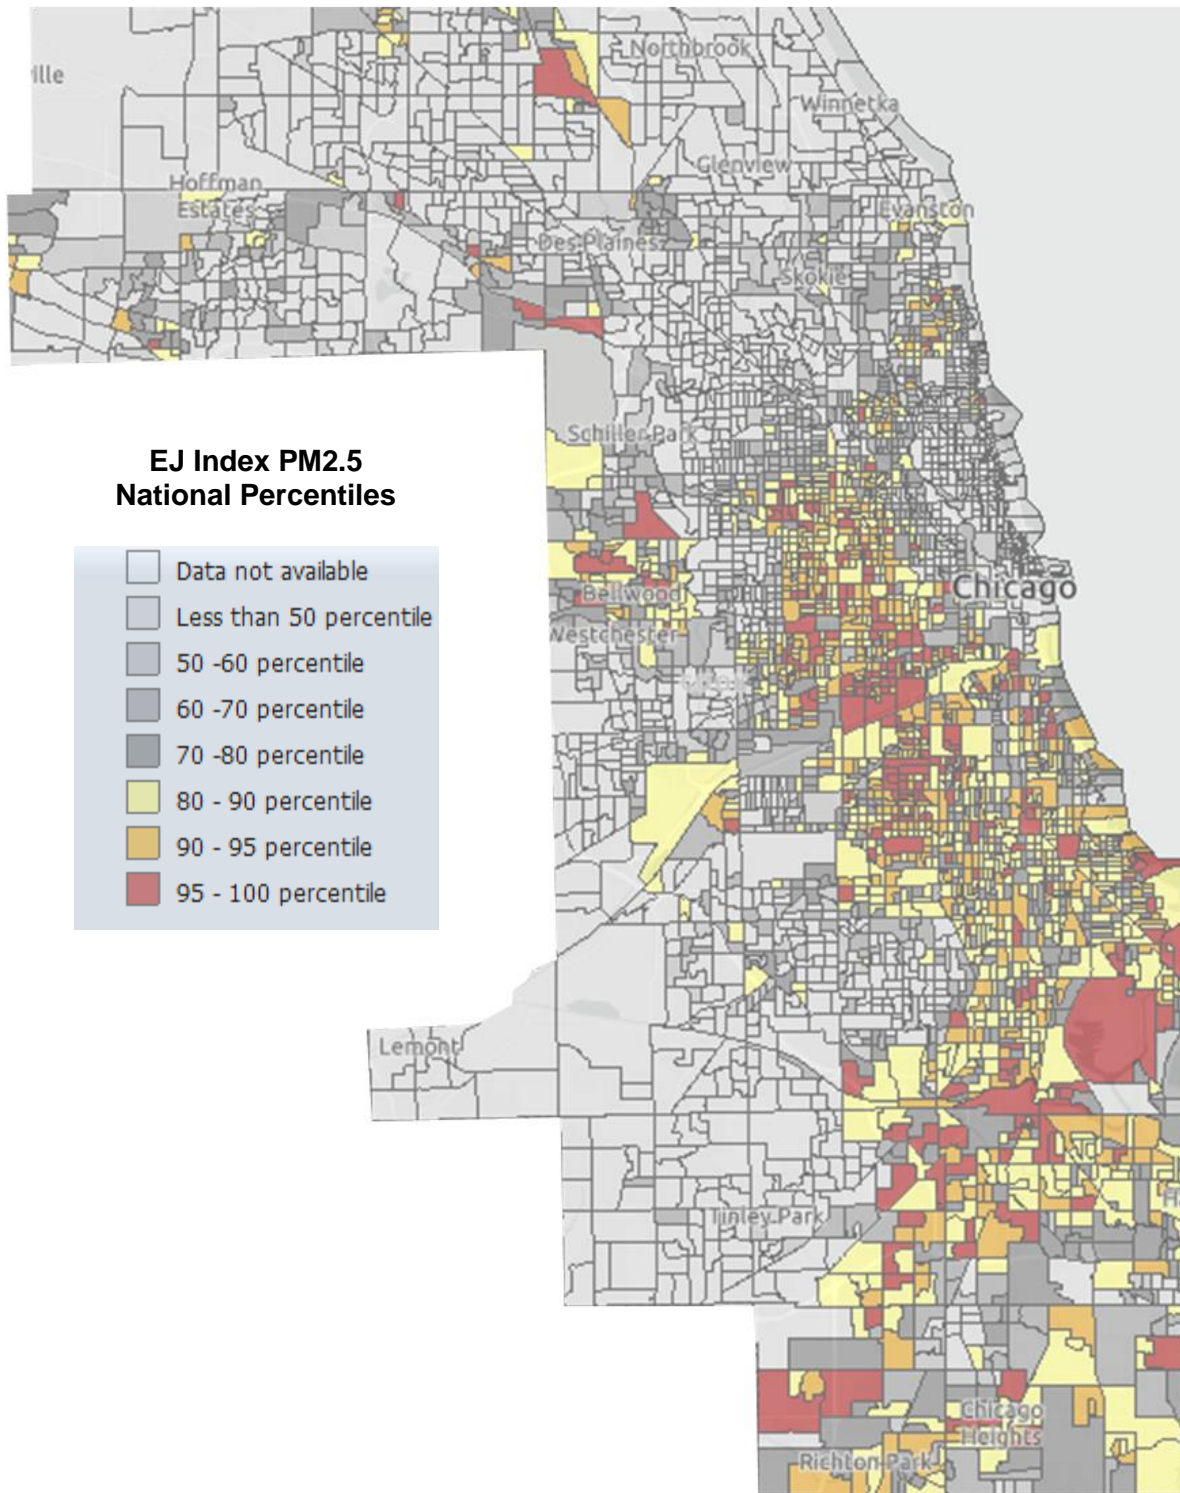 Northbrook
ville
Winnetka
Glenview
Hoffman
Estates
Evanston
Des Plaines
Skokie
Schiller Park
EJ Index PM2.5
National Percentiles
Data not available
Less than 50 percentile
50 -60 percentile
60 -70 percentile
70 -80 percentile
80 - 90 percentile
90 - 95 percentile
95 - 100 percentile
Chicago
Bellwood
Westchester
Lemont
Tinley Park
Ha
Chicago
Heights
Richton Park